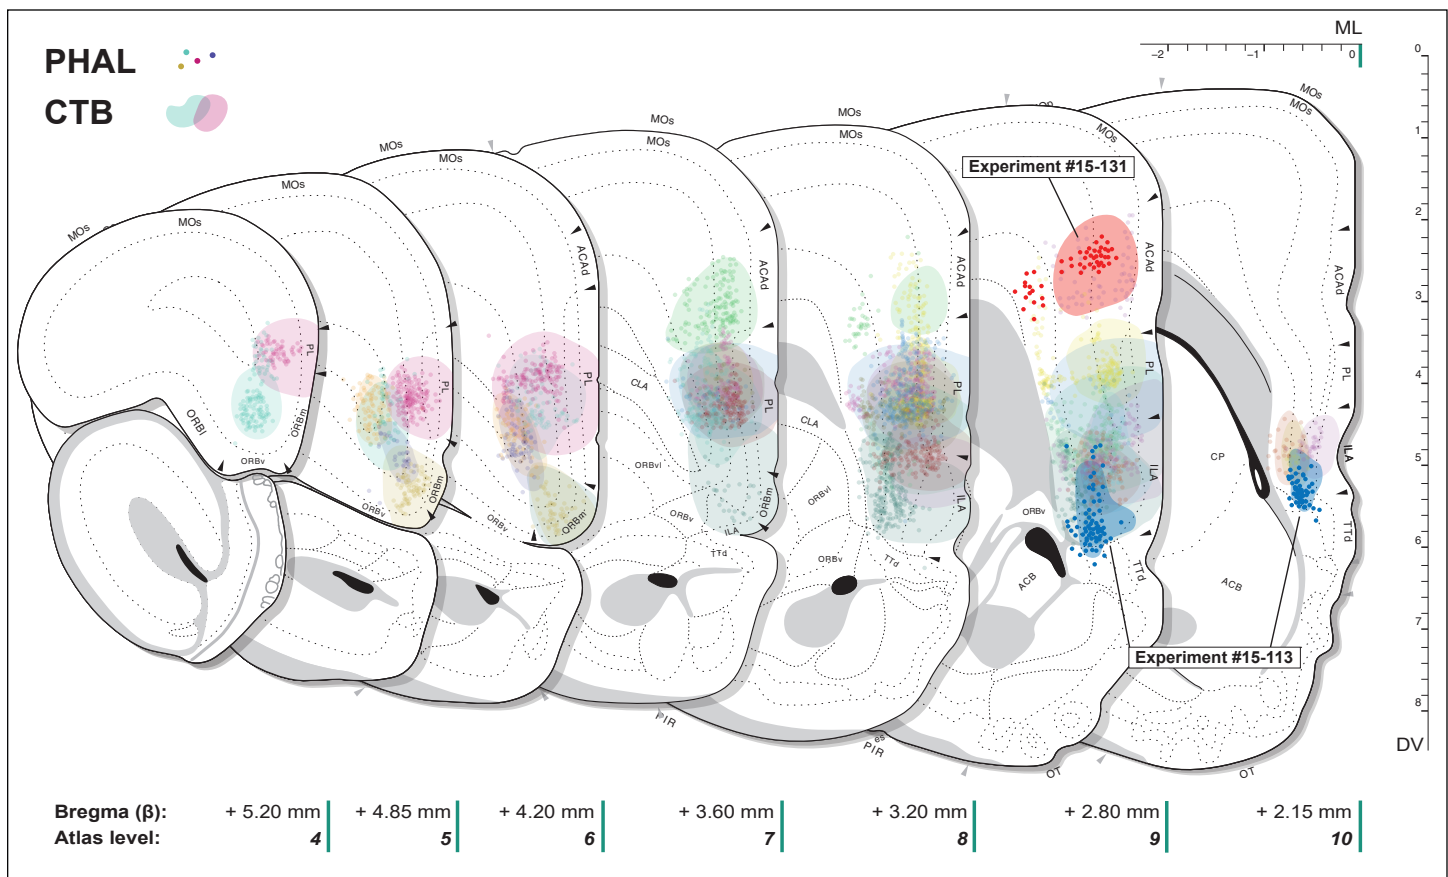 PHAL
CTB
ML
–2
–1
0
0
1
2
3
4
5
6
7
8
DV
Experiment #15-131
Experiment #15-113
MOs
MOs
PL
ORBl
ORBv
ORBm
MOs
PL
ORBm
ORBv
MOs
MOs
ACAd
PL
ORBm
ORBv
MOs
MOs
ACAd
CLA
PL
ORBvl
ORBv
ORBm
ILA
TTd
PIR
MOs
MOs
ACAd
CLA
PL
ORBvl
ILA
ORBv
TTd
PIR
es
MOs
ACAd
PL
ILA
ORBv
ACB
TTd
OT
MOs
MOs
ACAd
PL
ILA
CP
TTd
ACB
OT
Bregma (β): + 5.20 mm + 4.85 mm + 4.20 mm + 3.60 mm + 3.20 mm + 2.80 mm + 2.15 mm
Atlas level: 4 5 6 7 8 9 10